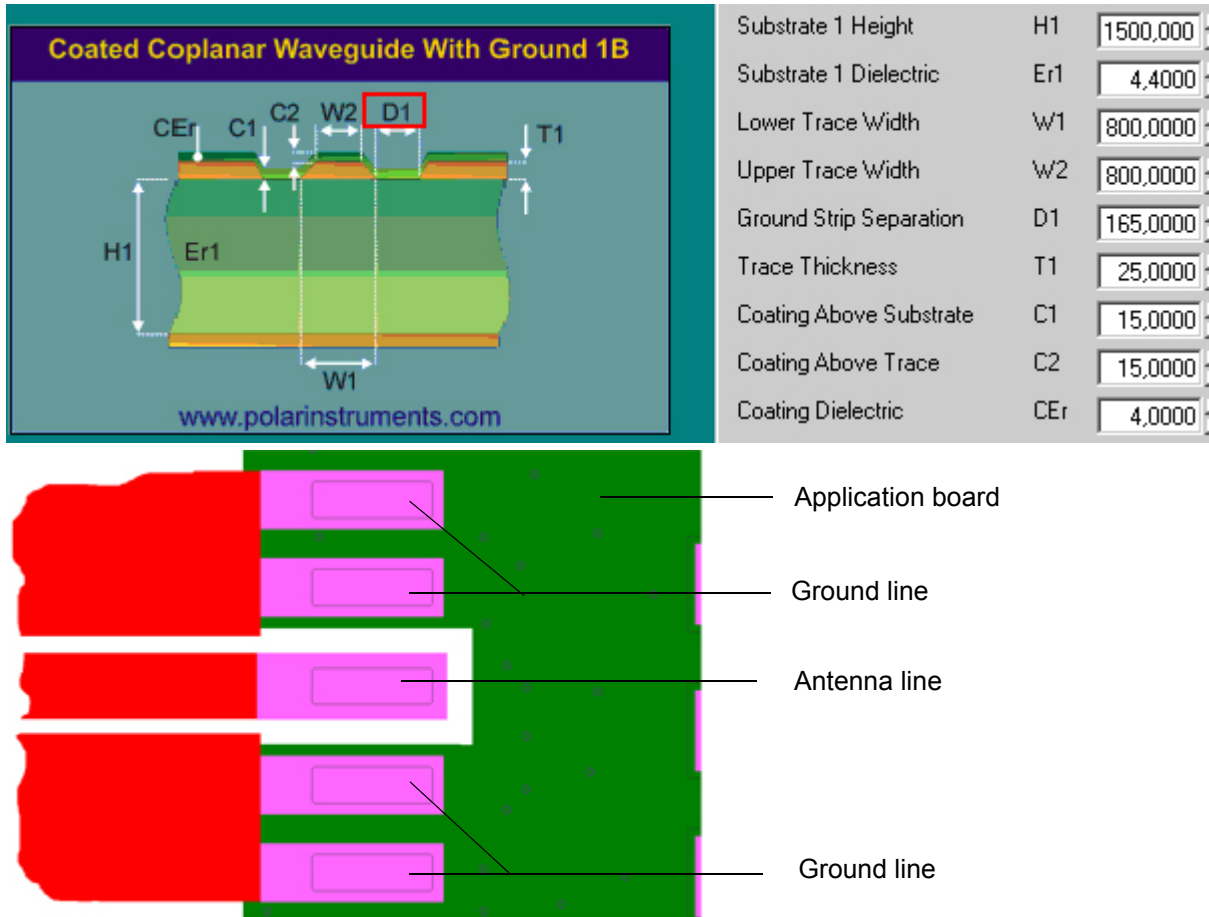 Coated Coplanar Waveguide With Ground 1B
CEr
C1
C2
W2
D1
T1
H1
Er1
W1
www.polarinstruments.com
Substrate 1 Height H1 1500,000
Substrate 1 Dielectric Er1 4,4000
Lower Trace Width W1 800,0000
Upper Trace Width W2 800,0000
Ground Strip Separation D1 165,0000
Trace Thickness T1 25,0000
Coating Above Substrate C1 15,0000
Coating Above Trace C2 15,0000
Coating Dielectric CEr 4,0000
Application board
Ground line
Antenna line
Ground line